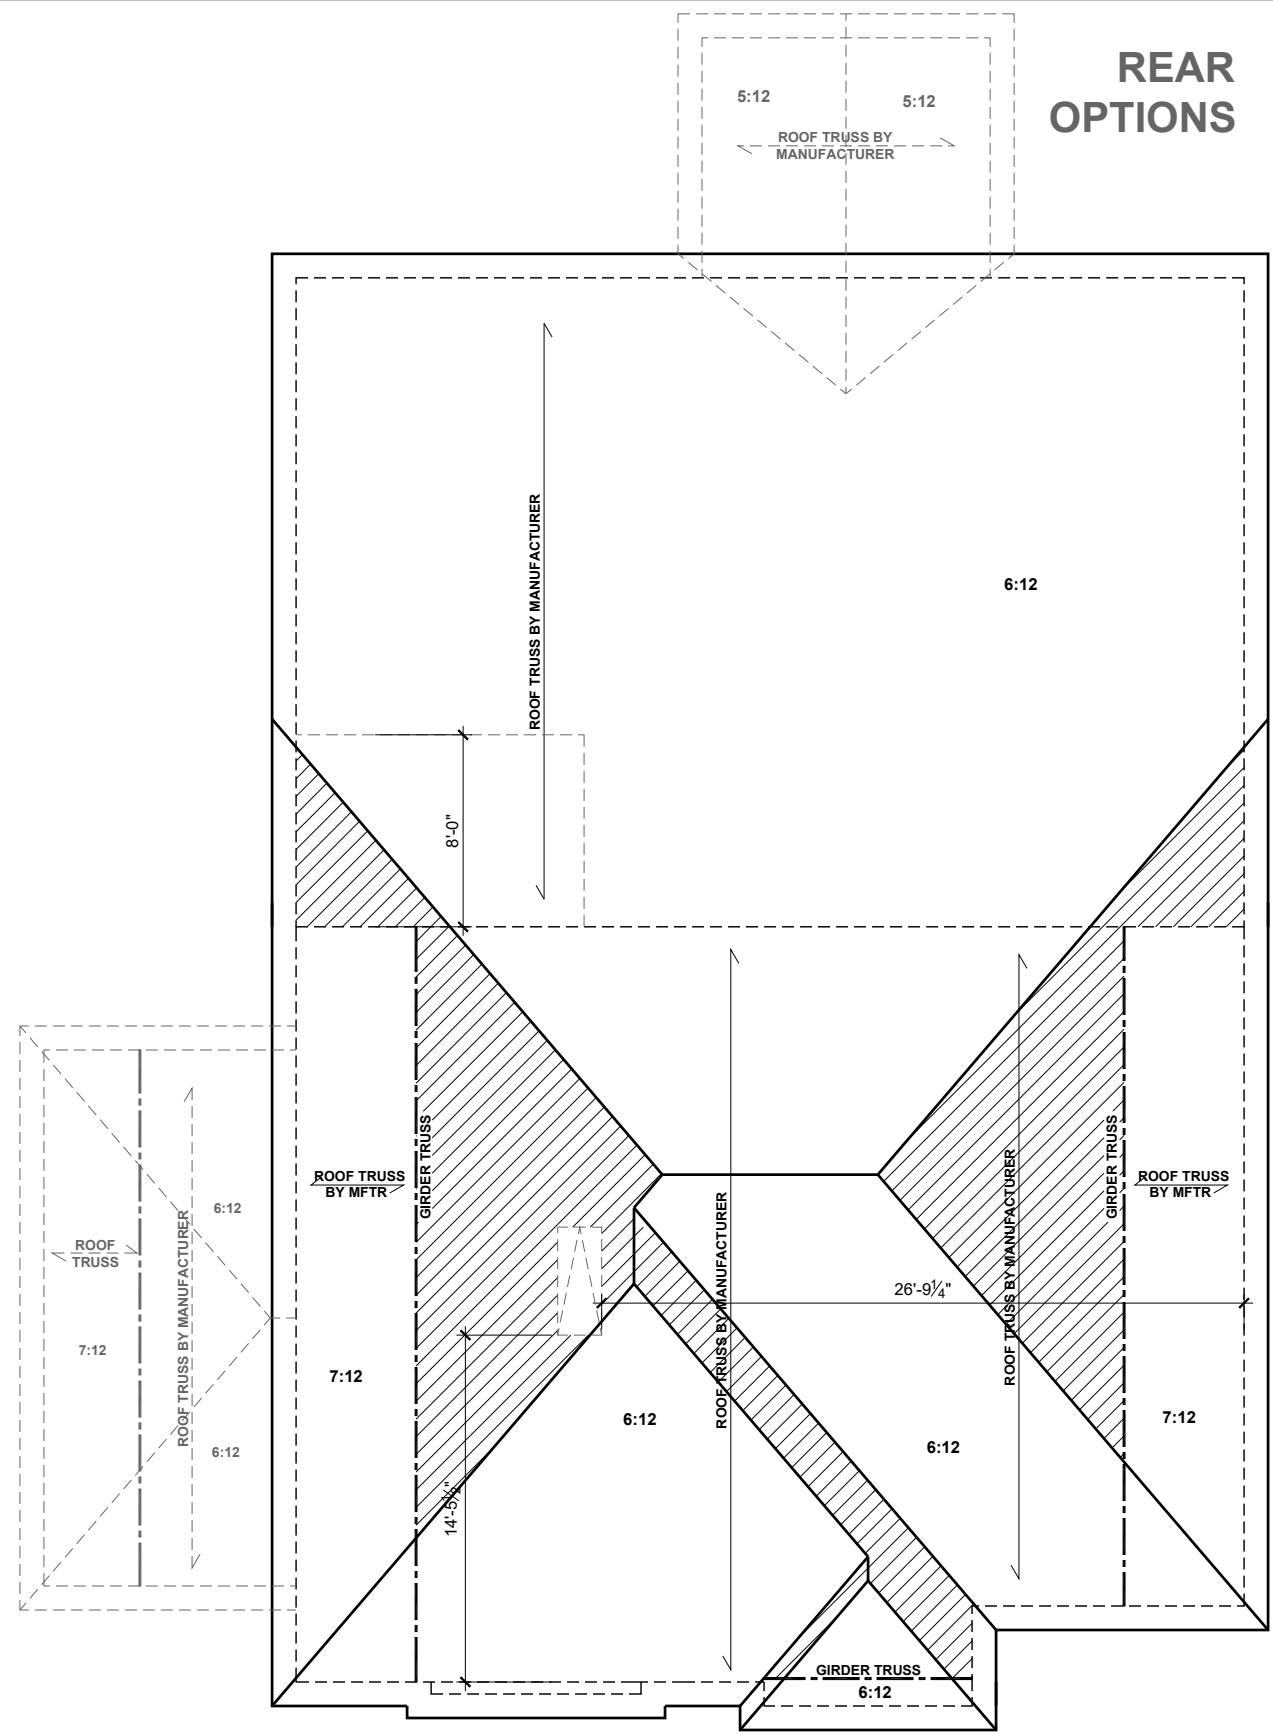 REAR
OPTIONS
5:12
5:12
ROOF TRUSS BY
MANUFACTURER
ROOF TRUSS BY MANUFACTURER
6:12
8'-0"
GIRDER TRUSS
ROOF TRUSS
BY MFTR
GIRDER TRUSS
ROOF TRUSS
BY MFTR
ROOF TRUSS BY MANUFACTURER
ROOF TRUSS BY MANUFACTURER
6:12
ROOF
TRUSS
ROOF TRUSS BY MANUFACTURER
26'-9¼"
7:12
7:12
6:12
7:12
6:12
6:12
14'-5½"
GIRDER TRUSS
6:12